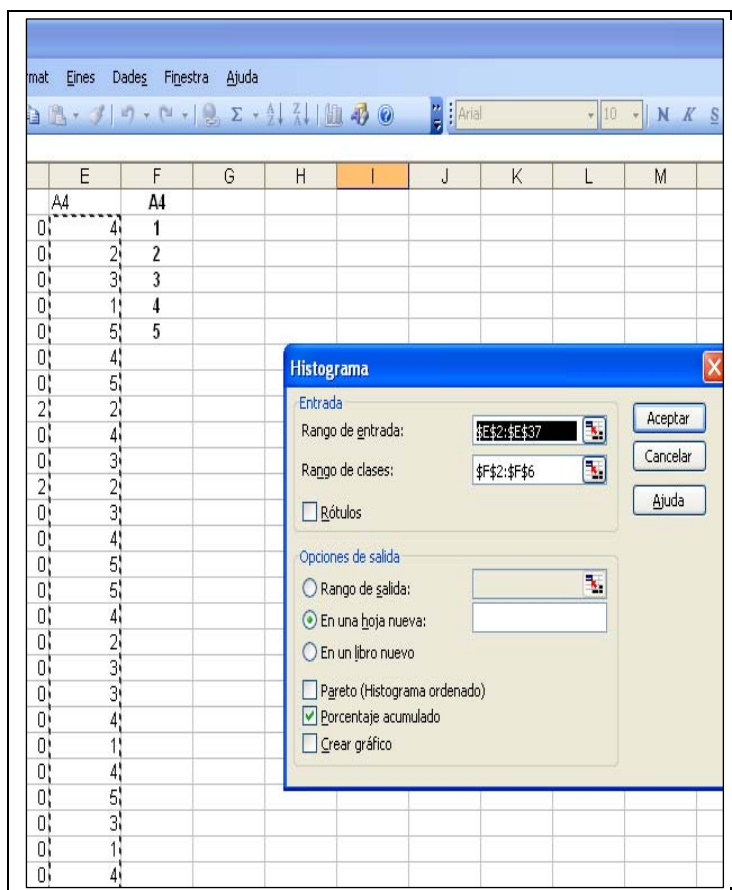 mat Eines Dades Finestra Ajuda
Arial 10 N K S
E F G H I J K L M
A4 A4
0 4 1
0 2 2
0 3 3
0 1 4
0 5 5
0 4
0 5
2 2
0 4
0 3
2 2
0 3
0 4
0 5
0 5
0 4
0 2
0 3
0 3
0 4
0 1
0 4
0 5
0 3
0 1
0 4
Histograma
Entrada
Rango de entrada: $E$2:$E$37
Rango de clases: $F$2:$F$6
Rótulos
Aceptar
Cancelar
Ajuda
Opciones de salida
Rango de salida:
En una hoja nueva:
En un libro nuevo
Pareto (Histograma ordenado)
Porcentaje acumulado
Crear gráfico